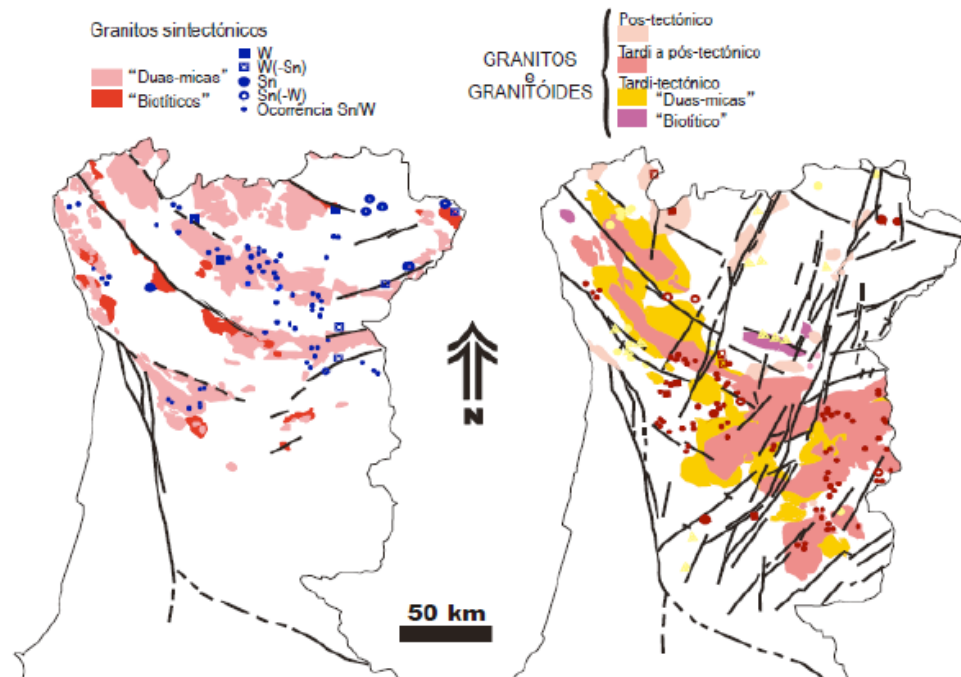 Granitos sintectónicos
"Duas-micas"
"Biotíticos"
W
W(-Sn)
Sn
Sn(-W)
Ocorrência Sn/W
GRANITOS
e
GRANITÓIDES
Pos-tectónico
Tardi a pós-tectónico
Tardi-tectónico
"Duas-micas"
"Biotítico"
N
50 km